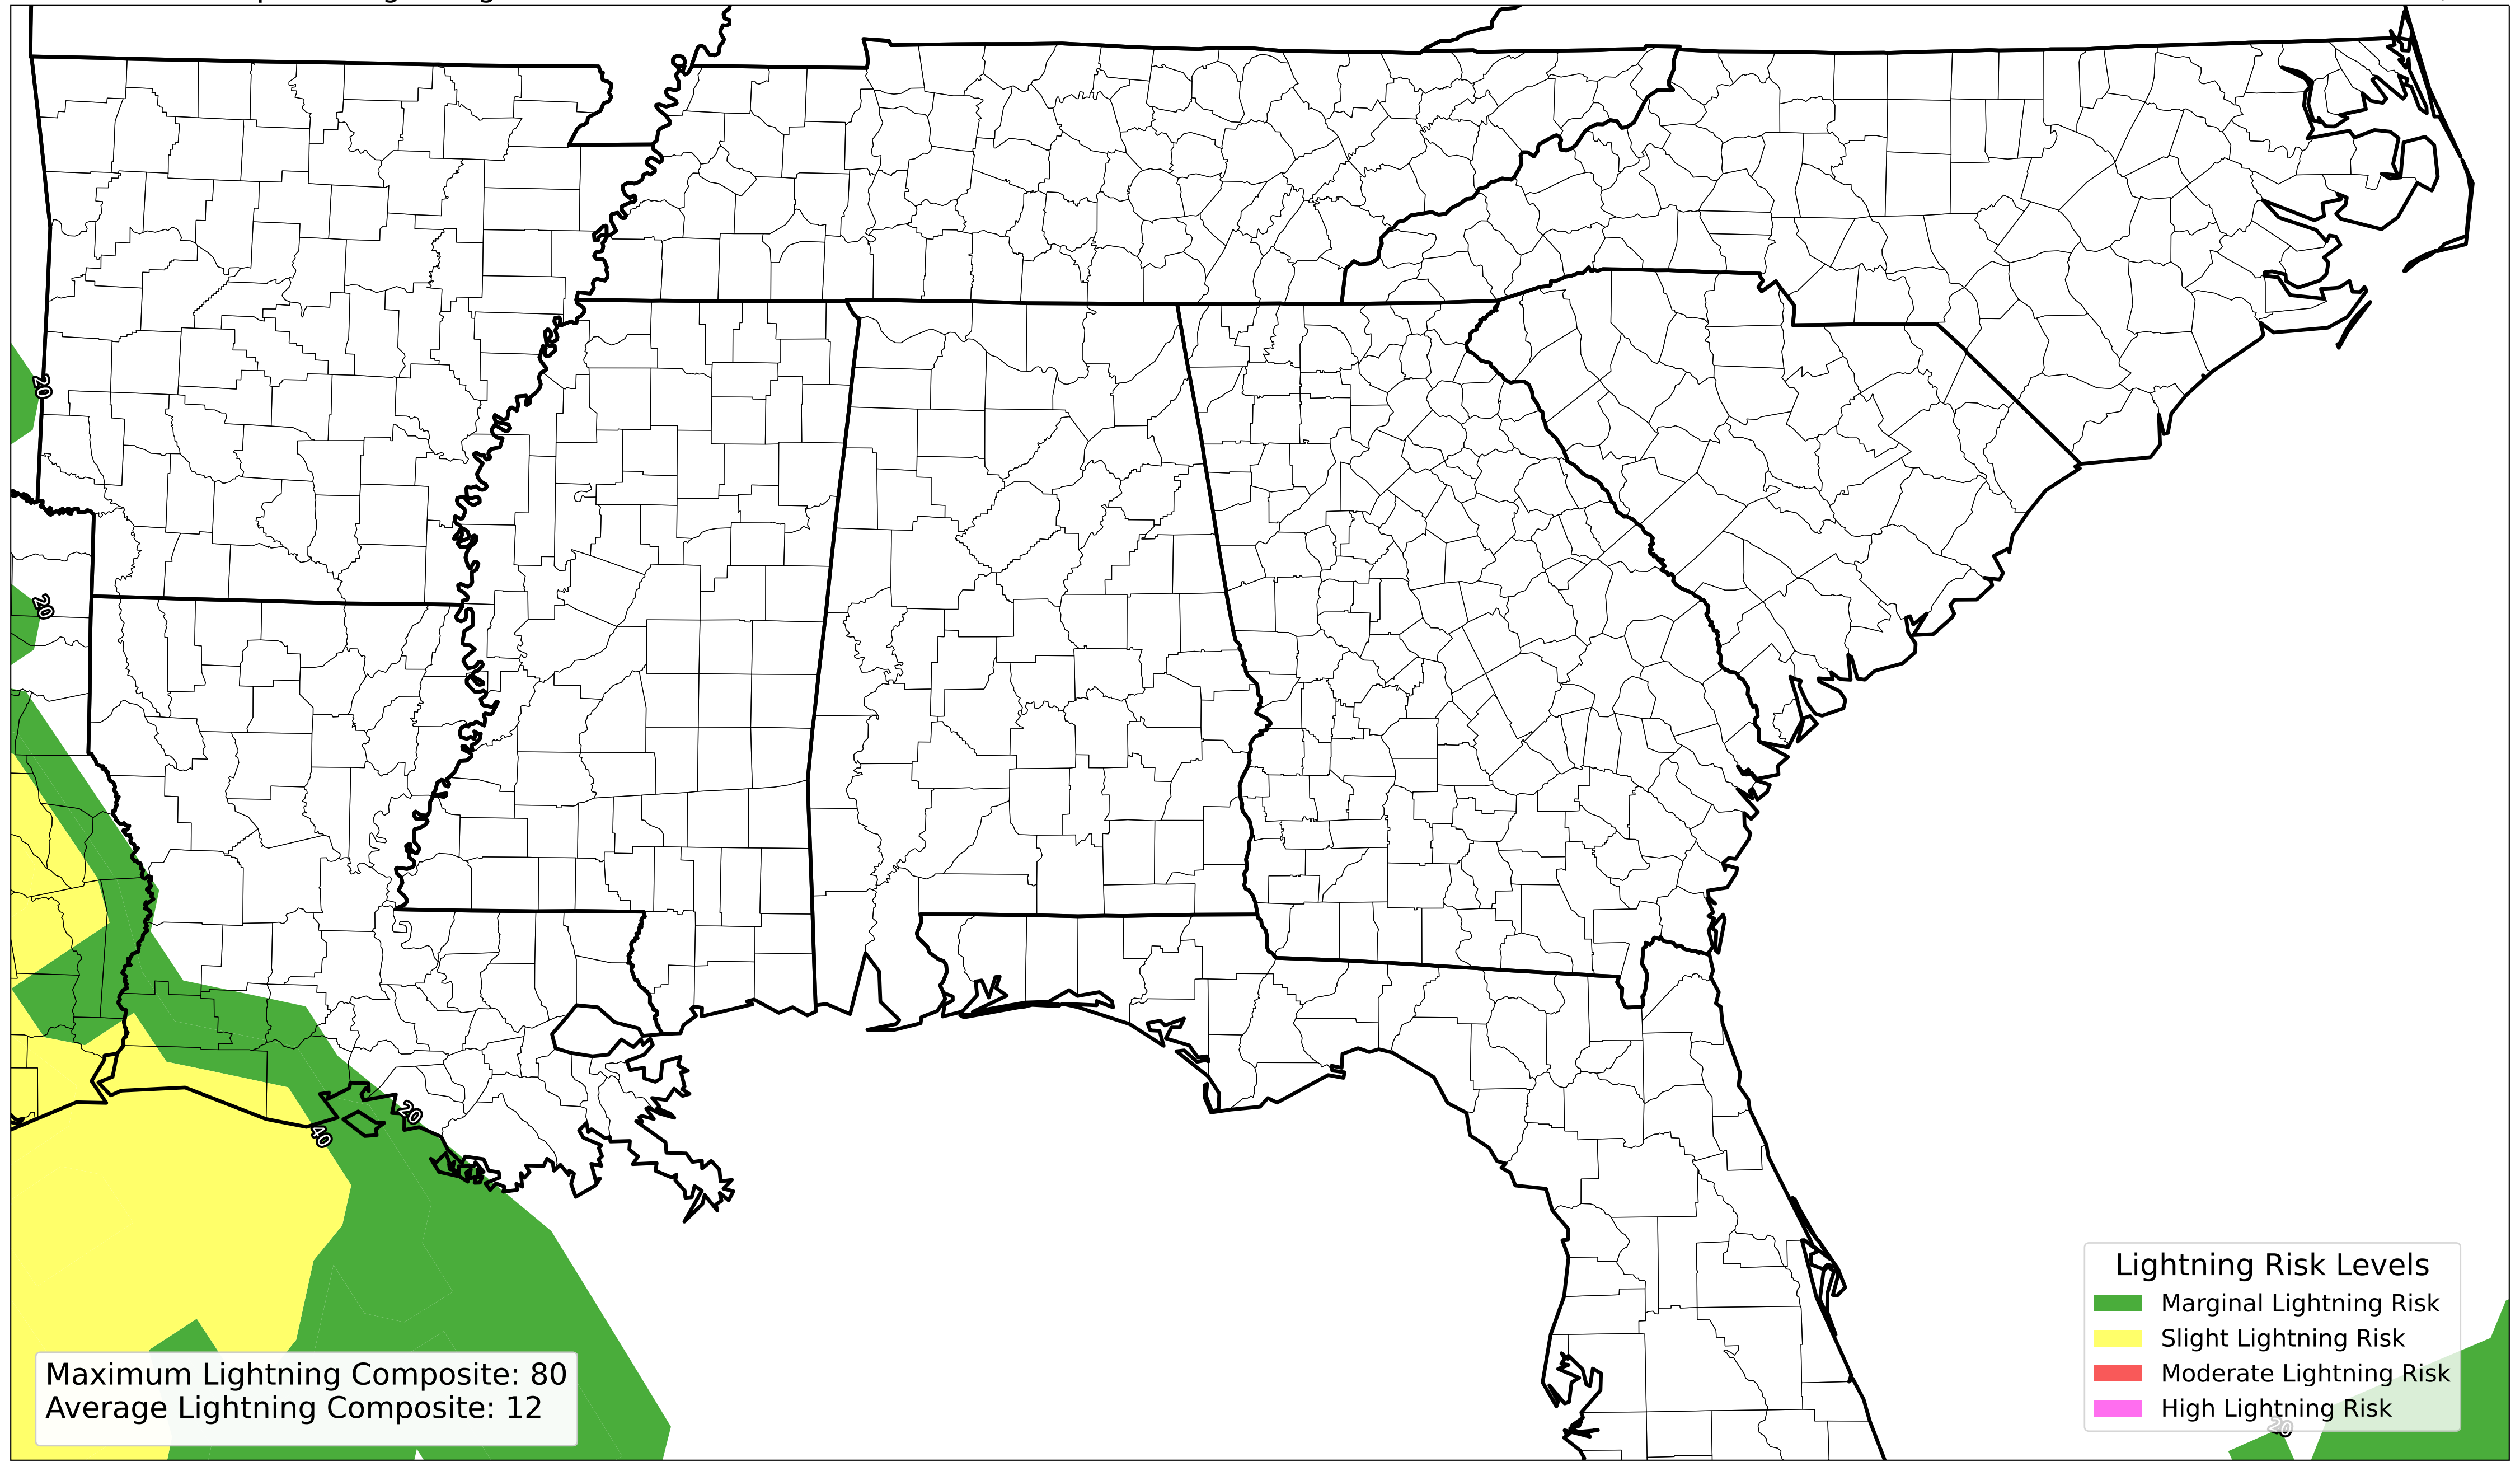 20
20
20
40
Lightning Risk Levels
Marginal Lightning Risk
Slight Lightning Risk
Moderate Lightning Risk
High Lightning Risk
20
Maximum Lightning Composite: 80
Average Lightning Composite: 12